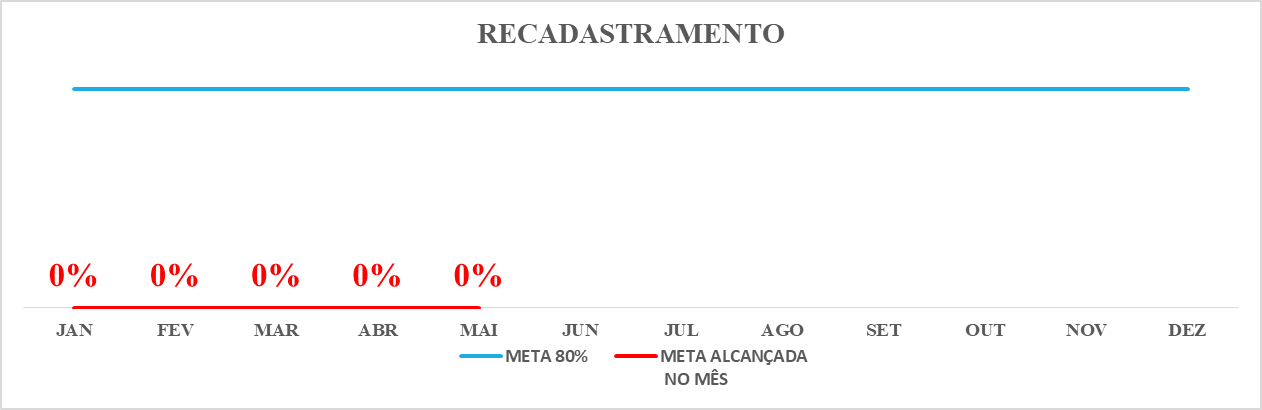 RECADASTRAMENTO
0% 0% 0% 0% 0%
JAN FEV MAR ABR MAI JUN JUL AGO SET OUT NOV DEZ
META 80% META ALCANÇADA
NO MÊS